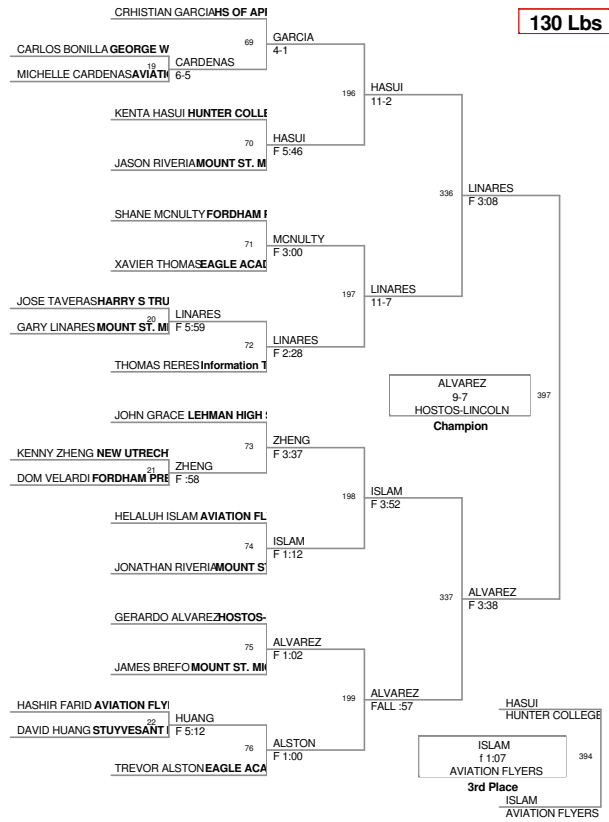 130 Lbs
CRHISTIAN GARCIA HS OF API
69
GARCIA
4-1
CARLOS BONILLA GEORGE W
19
CARDENAS
6-5
MICHELLE CARDENAS AVIATI
196
HASUI
11-2
KENTA HASUI HUNTER COLLE
70
HASUI
F 5:46
JASON RIVERIA MOUNT ST. M
336
LINARES
F 3:08
SHANE MCNULTY FORDHAM
71
MCNULTY
F 3:00
XAVIER THOMAS EAGLE ACAD
197
LINARES
11-7
JOSE TAVERAS HARRY S TRU
20
LINARES
F 5:59
GARY LINARES MOUNT ST. MI
72
LINARES
F 2:28
THOMAS RERES Information T
ALVAREZ
9-7
HOSTOS-LINCOLN
397
Champion
JOHN GRACE LEHMAN HIGH
73
ZHENG
F 3:37
KENNY ZHENG NEW UTRECH
21
ZHENG
F :58
DOM VELARDI FORDHAM PRE
198
ISLAM
F 3:52
HELALUH ISLAM AVIATION FL
74
ISLAM
F 1:12
JONATHAN RIVERIA MOUNT S
337
ALVAREZ
F 3:38
GERARDO ALVAREZ HOSTOS-
75
ALVAREZ
F 1:02
JAMES BREFO MOUNT ST. MI
199
ALVAREZ
FALL :57
HASHIR FARID AVIATION FLY
22
HUANG
F 5:12
DAVID HUANG STUYVESANT
76
ALSTON
F 1:00
TREVOR ALSTON EAGLE ACA
HASUI
HUNTER COLLEGE
ISLAM
f 1:07
AVIATION FLYERS
394
3rd Place
ISLAM
AVIATION FLYERS